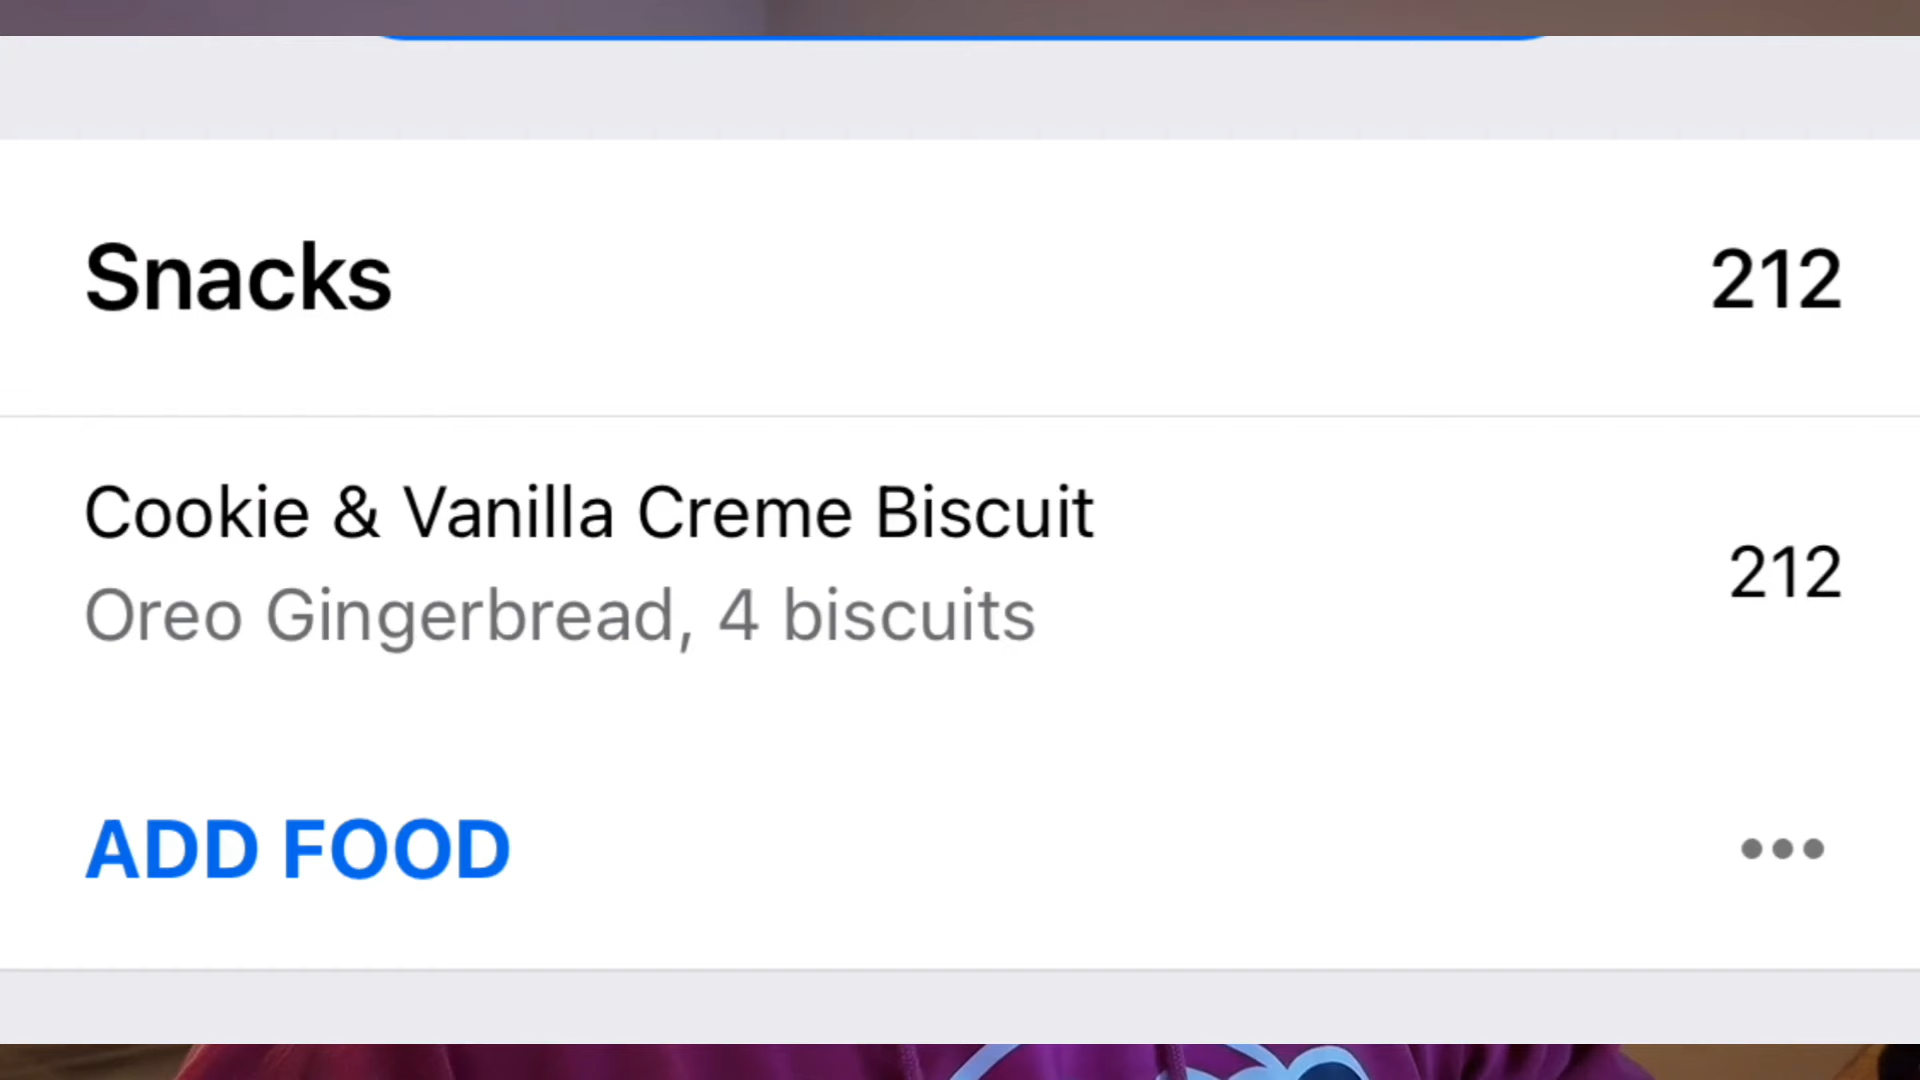 Snacks 212
Cookie & Vanilla Creme Biscuit
Oreo Gingerbread, 4 biscuits
212
ADD FOOD